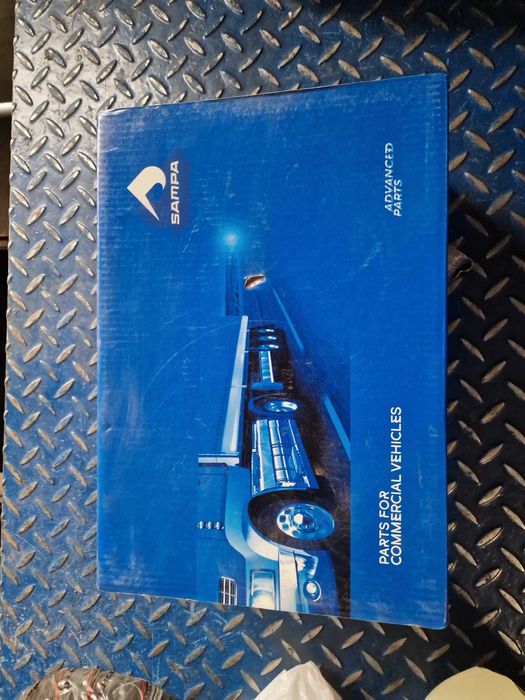 SAMPA
ADVANCED
PARTS
PARTS FOR
COMMERCIAL VEHICLES